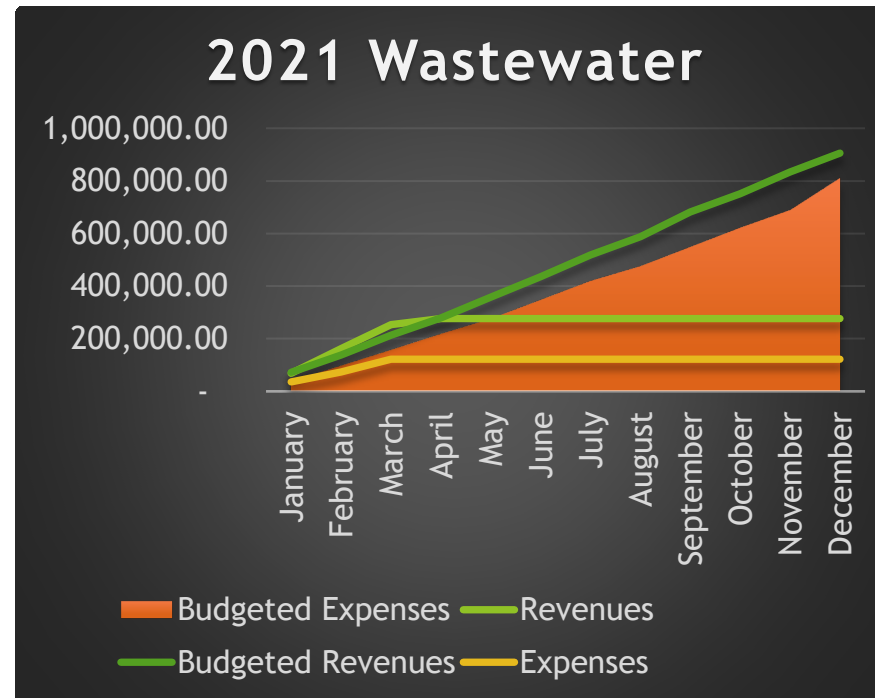 2021 Wastewater
1,000,000.00
800,000.00
600,000.00
400,000.00
200,000.00
-
January
February
March
April
May
June
July
August
September
October
November
December
Budgeted Expenses
Revenues
Budgeted Revenues
Expenses